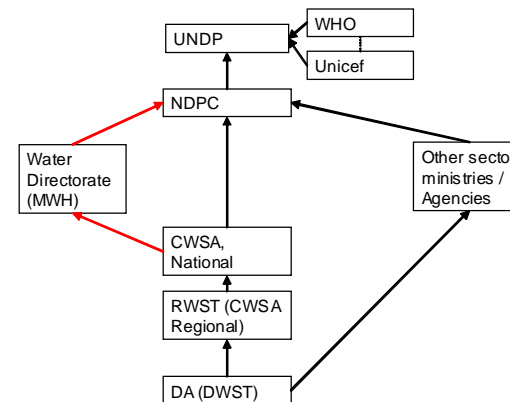 WHO
UNDP
Unicef
NDPC
Water
Directorate
(MWH)
Other secto
ministries /
Agencies
CWSA,
National
RWST (CWSA
Regional)
DA (DWST)